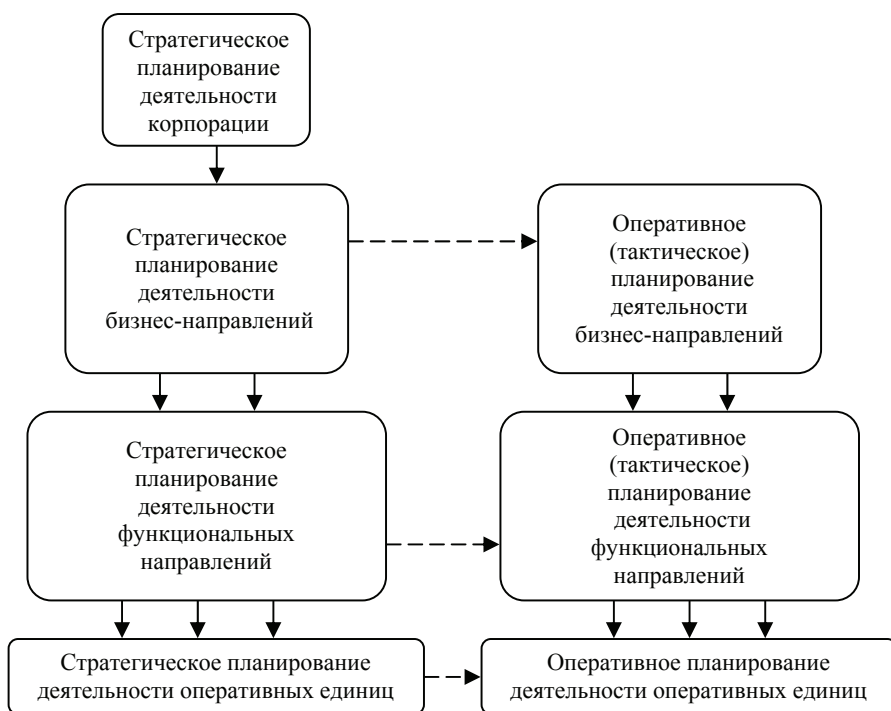 Стратегическое
планирование
деятельности
корпорации
Стратегическое
планирование
деятельности
бизнес-направлений
Оперативное
(тактическое)
планирование
деятельности
бизнес-направлений
Стратегическое
планирование
деятельности
функциональных
направлений
Оперативное
(тактическое)
планирование
деятельности
функциональных
направлений
Стратегическое планирование
деятельности оперативных единиц
Оперативное планирование
деятельности оперативных единиц